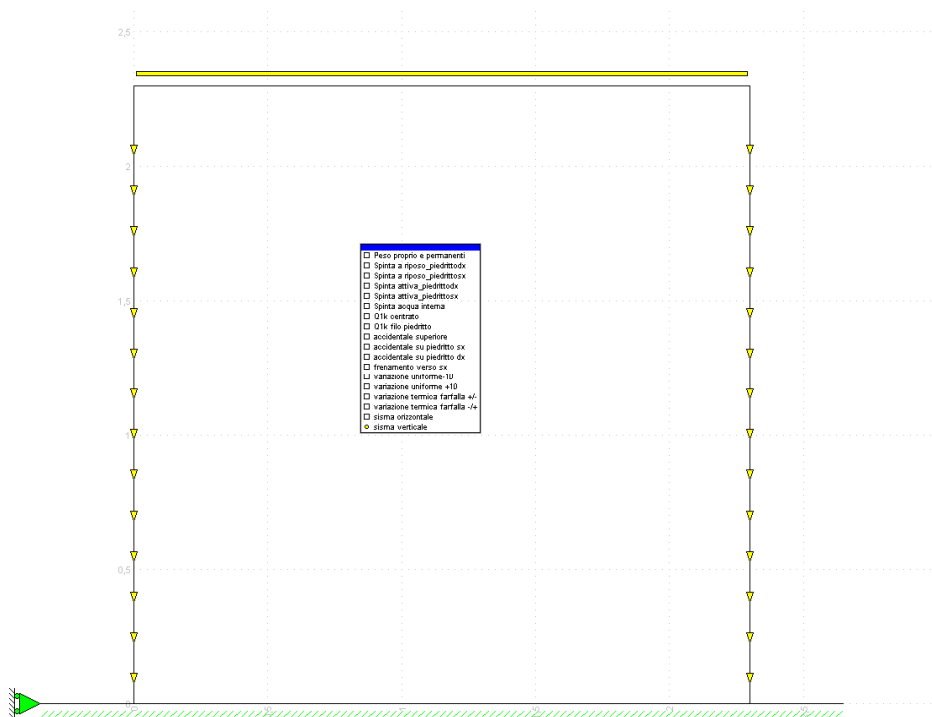 2,5
2
1,5
1
0,5
0
Peso proprio e permanenti
Spinta a riposo_piedrittodx
Spinta a riposo_piedrittosx
Spinta attiva_piedrittodx
Spinta attiva_piedrittosx
Spinta acqua interna
Q1k centrato
Q1k filo piedritto
accidentale superiore
accidentale su piedritto sx
accidentale su piedritto dx
frenamento verso sx
variazione uniforme-10
variazione uniforme +10
variazione termica farfalla +/-
variazione termica farfalla -/+
sisma orizzontale
sisma verticale